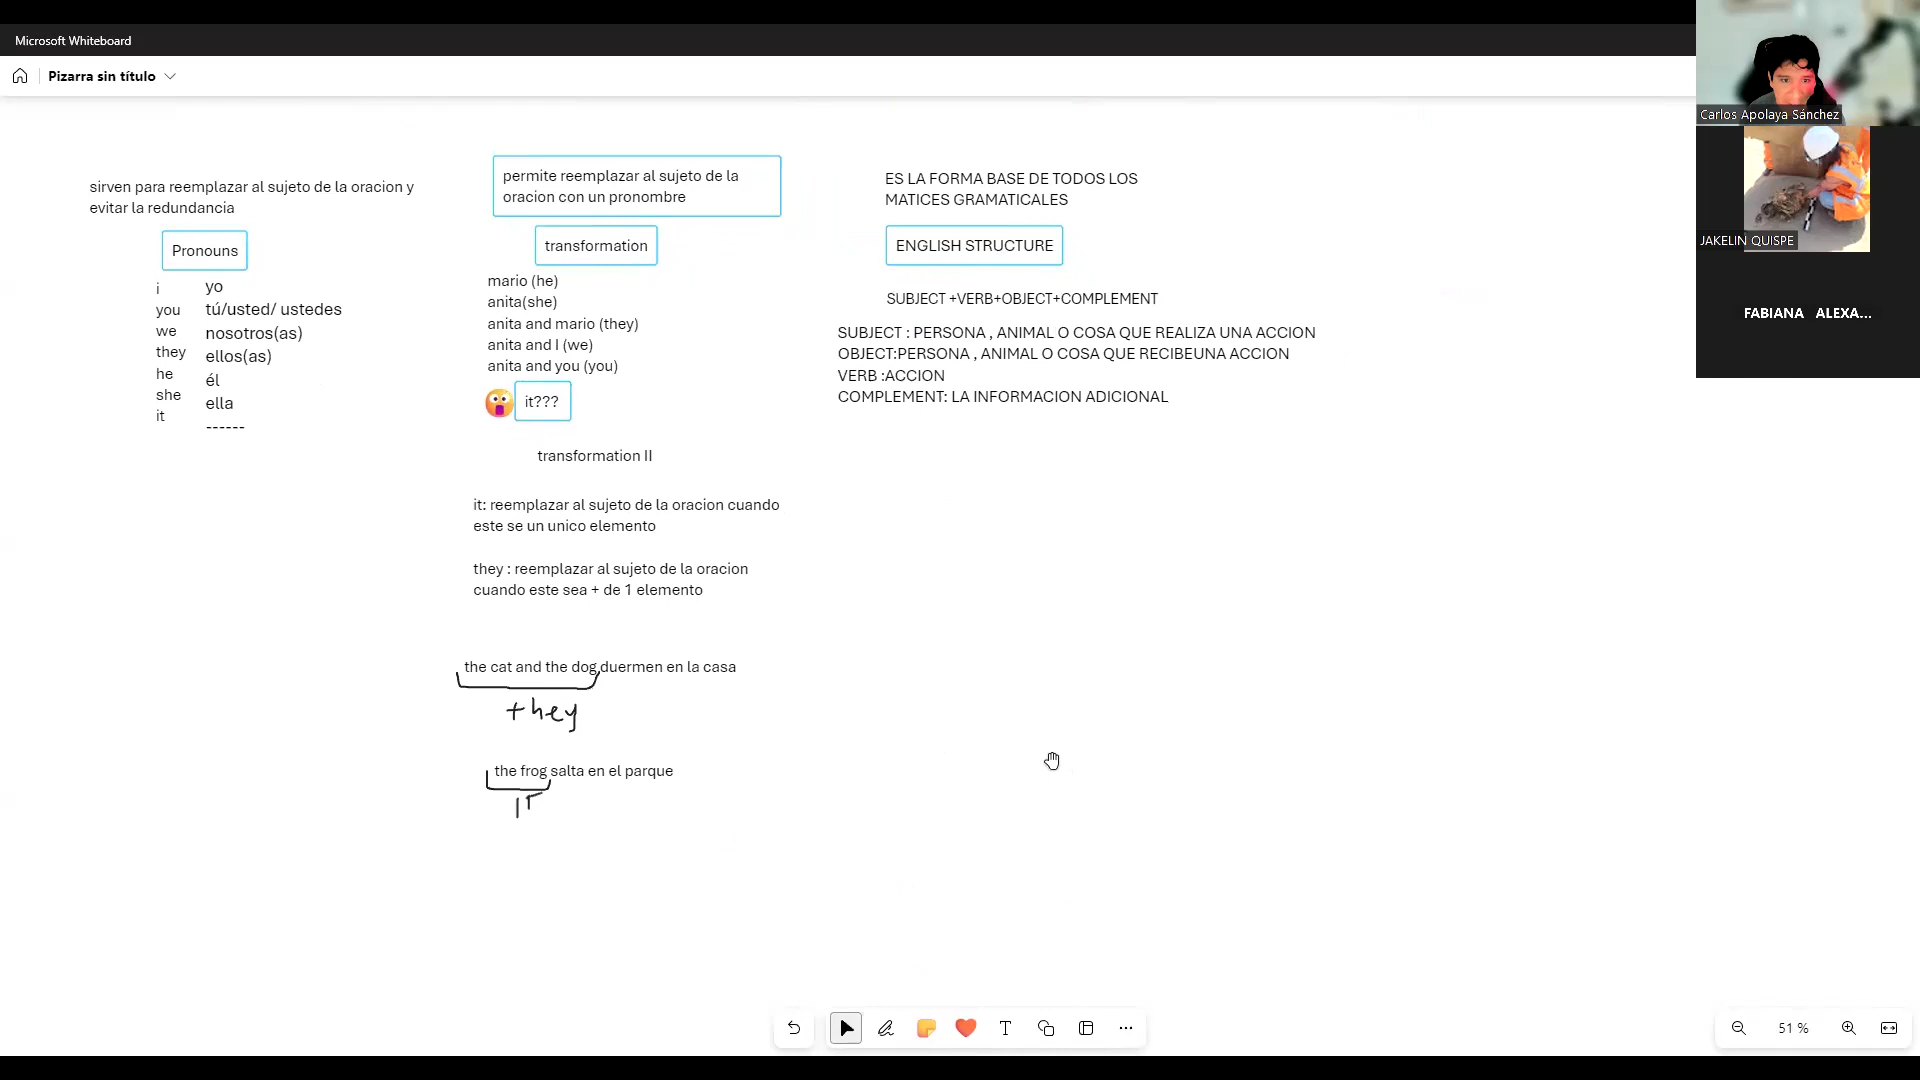 Microsoft Whiteboard
Pizarra sin título
sirven para reemplazar al sujeto de la oracion y
evitar la redundancia
Pronouns
i
you
we
they
he
she
it
yo
tú/usted/ ustedes
nosotros(as)
ellos(as)
él
ella
------
permite reemplazar al sujeto de la
oracion con un pronombre
transformation
mario (he)
anita(she)
anita and mario (they)
anita and I (we)
anita and you (you)
it???
transformation II
it: reemplazar al sujeto de la oracion cuando
este se un unico elemento
they : reemplazar al sujeto de la oracion
cuando este sea + de 1 elemento
the cat and the dog duermen en la casa
they
the frog salta en el parque
IT
ES LA FORMA BASE DE TODOS LOS
MATICES GRAMATICALES
ENGLISH STRUCTURE
SUBJECT +VERB+OBJECT+COMPLEMENT
SUBJECT : PERSONA , ANIMAL O COSA QUE REALIZA UNA ACCION
OBJECT:PERSONA , ANIMAL O COSA QUE RECIBEUNA ACCION
VERB :ACCION
COMPLEMENT: LA INFORMACION ADICIONAL
Carlos Apolaya Sánchez
JAKELIN QUISPE
FABIANA ALEXA...
51 %